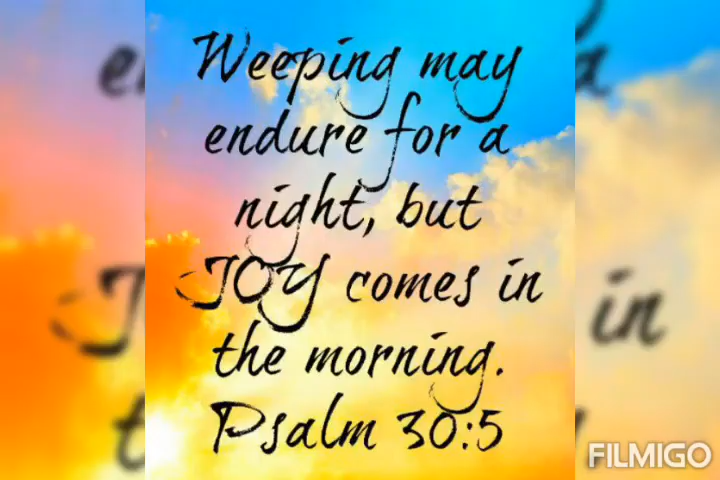 Weeping may
endure for a
night, but
JOY comes in
the morning.
Psalm 30:5
FILMIGO